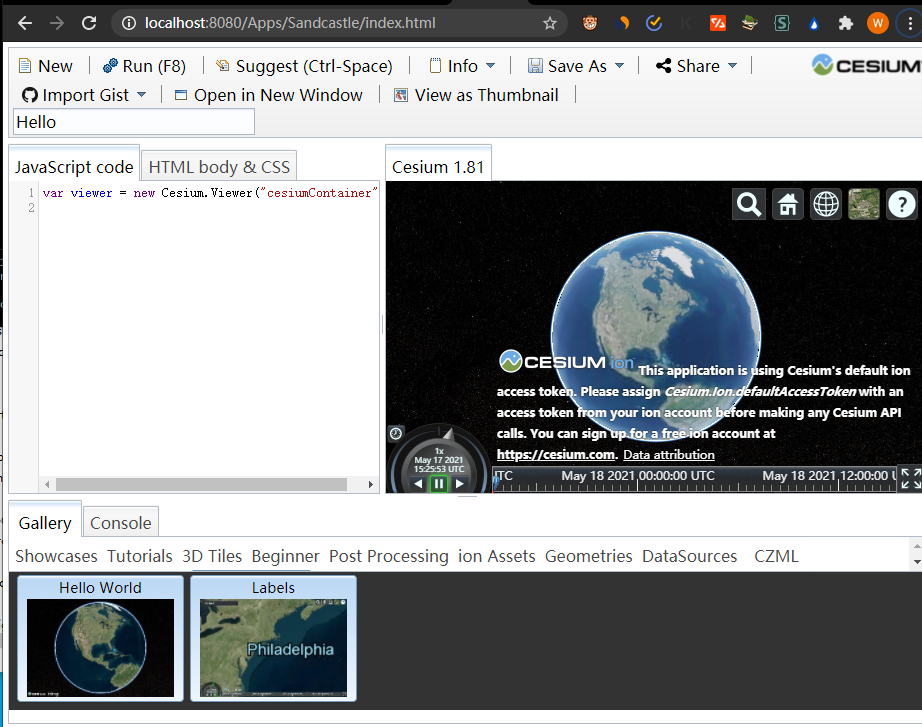 localhost:8080/Apps/Sandcastle/index.html
W
New Run (F8) Suggest (Ctrl-Space) Info Save As Share CESIUM
Import Gist Open in New Window View as Thumbnail
Hello
JavaScript code HTML body & CSS Cesium 1.81
1 var viewer = new Cesium.Viewer("cesiumContainer"
2
?
CESIUM ion This application is using Cesium's default ion
access token. Please assign Cesium.Ion.defaultAccessToken with an
access token from your ion account before making any Cesium API
calls. You can sign up for a free ion account at
https://cesium.com. Data attribution
1x
May 17 2021
15:25:53 UTC
TC May 18 2021 00:00:00 UTC May 18 2021 12:00:00 U
Gallery Console
Showcases Tutorials 3D Tiles Beginner Post Processing ion Assets Geometries DataSources CZML
Hello World Labels
Philadelphia